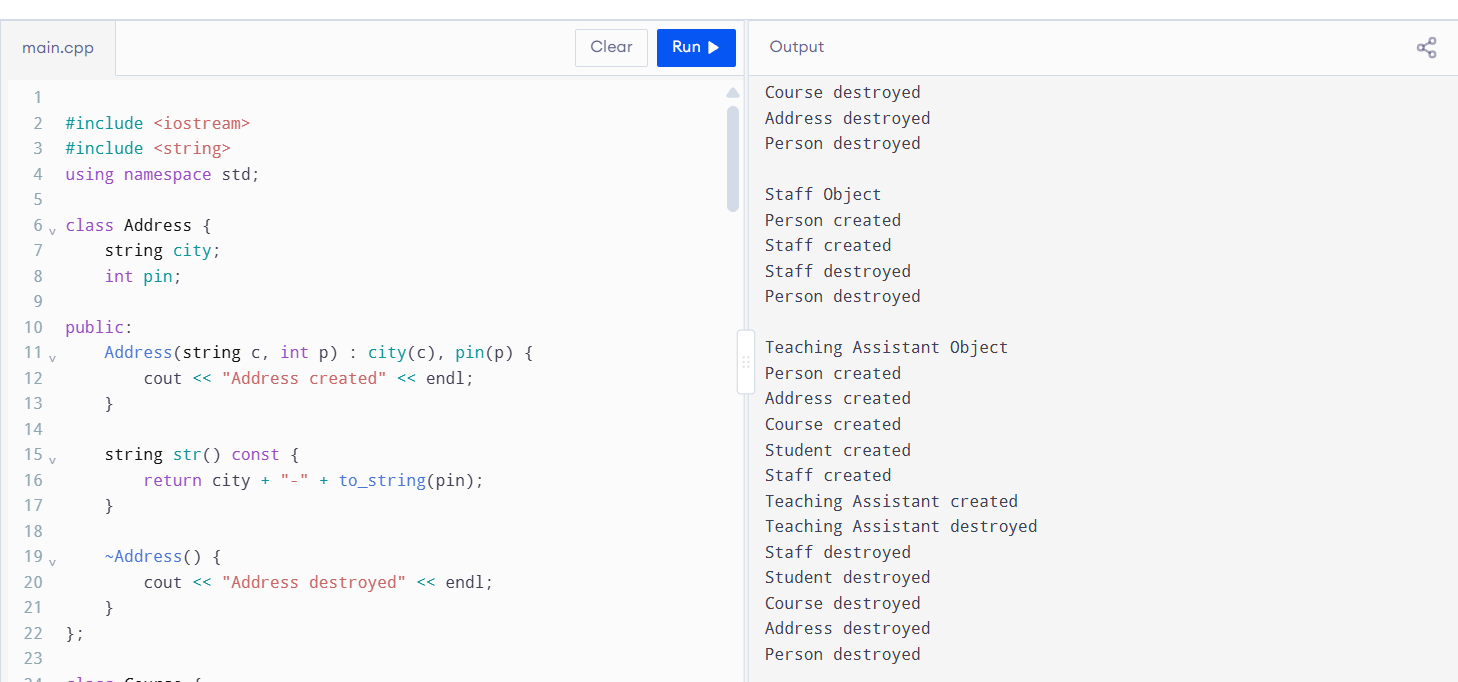 main.cpp
Clear
Run
Output
1
2 #include <iostream>
3 #include <string>
4 using namespace std;
5
6 class Address {
7 string city;
8 int pin;
9
10 public:
11 Address(string c, int p) : city(c), pin(p) {
12 cout << "Address created" << endl;
13 }
14
15 string str() const {
16 return city + "-" + to_string(pin);
17 }
18
19 ~Address() {
20 cout << "Address destroyed" << endl;
21 }
22 };
23
24 class Course {
Course destroyed
Address destroyed
Person destroyed
Staff Object
Person created
Staff created
Staff destroyed
Person destroyed
Teaching Assistant Object
Person created
Address created
Course created
Student created
Staff created
Teaching Assistant created
Teaching Assistant destroyed
Staff destroyed
Student destroyed
Course destroyed
Address destroyed
Person destroyed